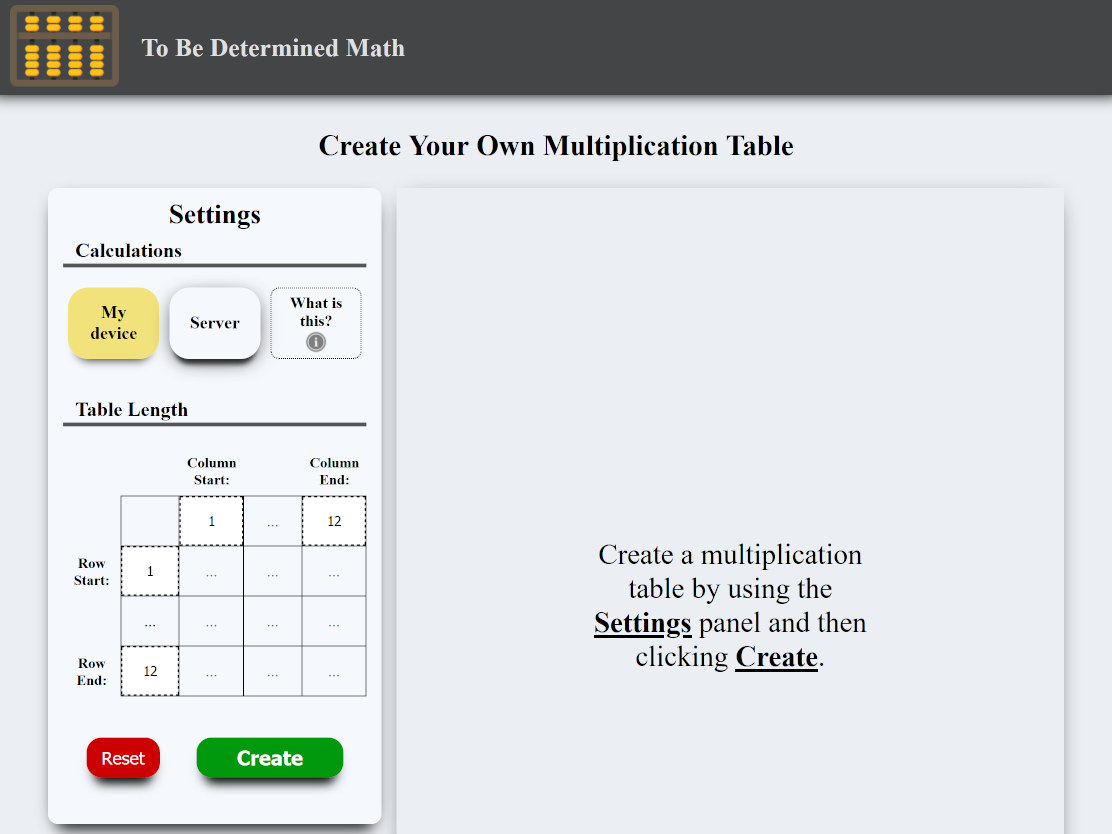 To Be Determined Math
Create Your Own Multiplication Table
Settings
Calculations
My
device
Server
What is
this?
i
Table Length
Column
Start:
Column
End:
1 ... 12
Row
Start:
1 ... ... ...
... ... ... ...
Row
End:
12 ... ... ...
Reset
Create
Create a multiplication
table by using the
Settings panel and then
clicking Create.